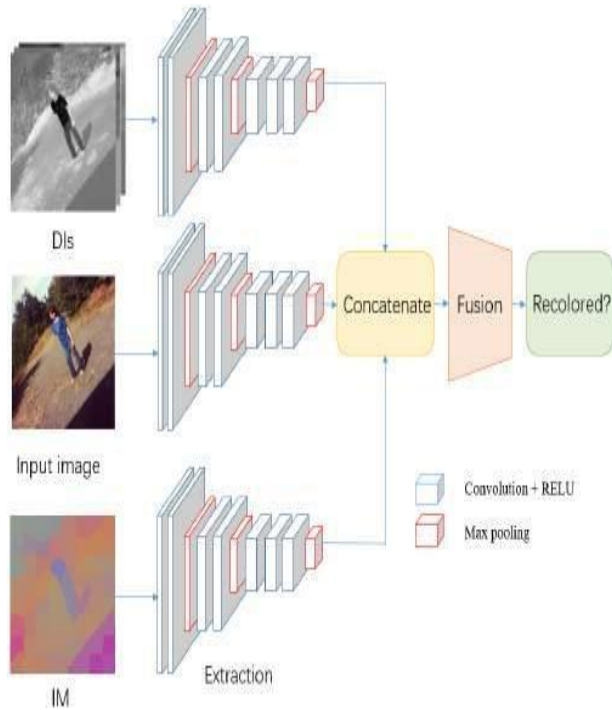 DIs
Input image
IM
Extraction
Concatenate
Fusion
Recolored?
Convolution + RELU
Max pooling